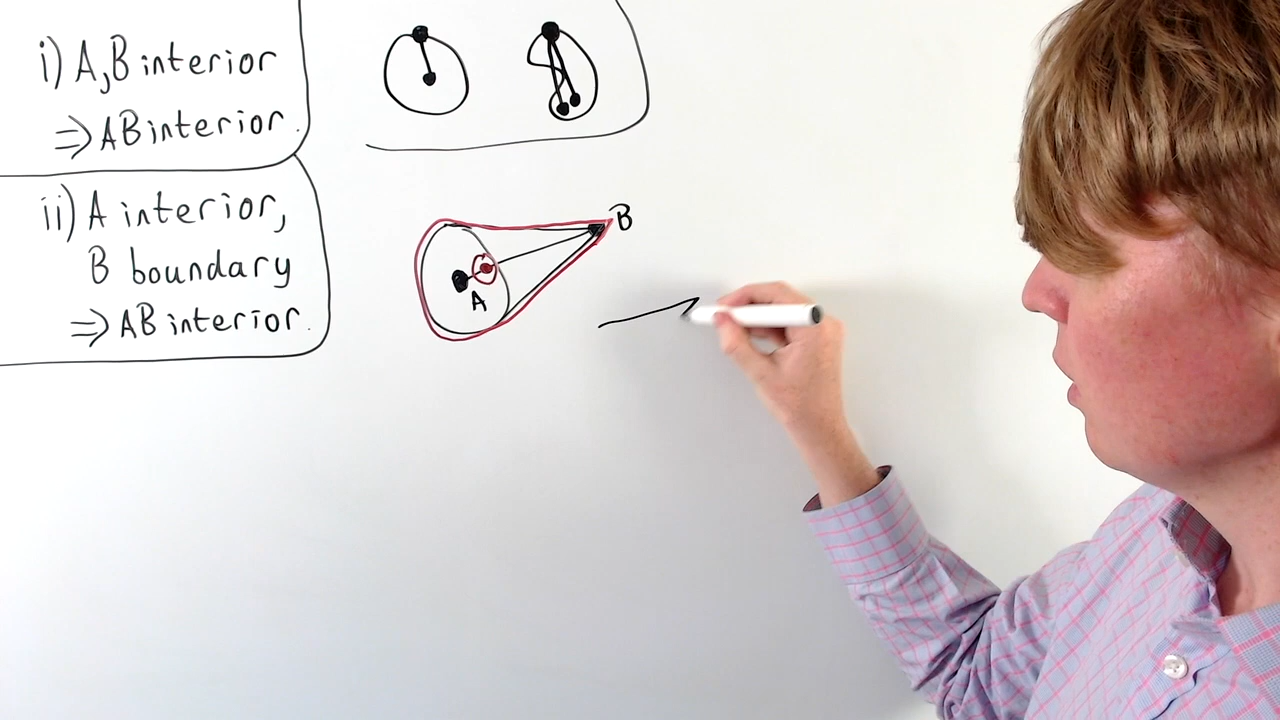 i) A,B interior
⇒ AB interior.
ii) A interior,
B boundary
⇒ AB interior.
B
A